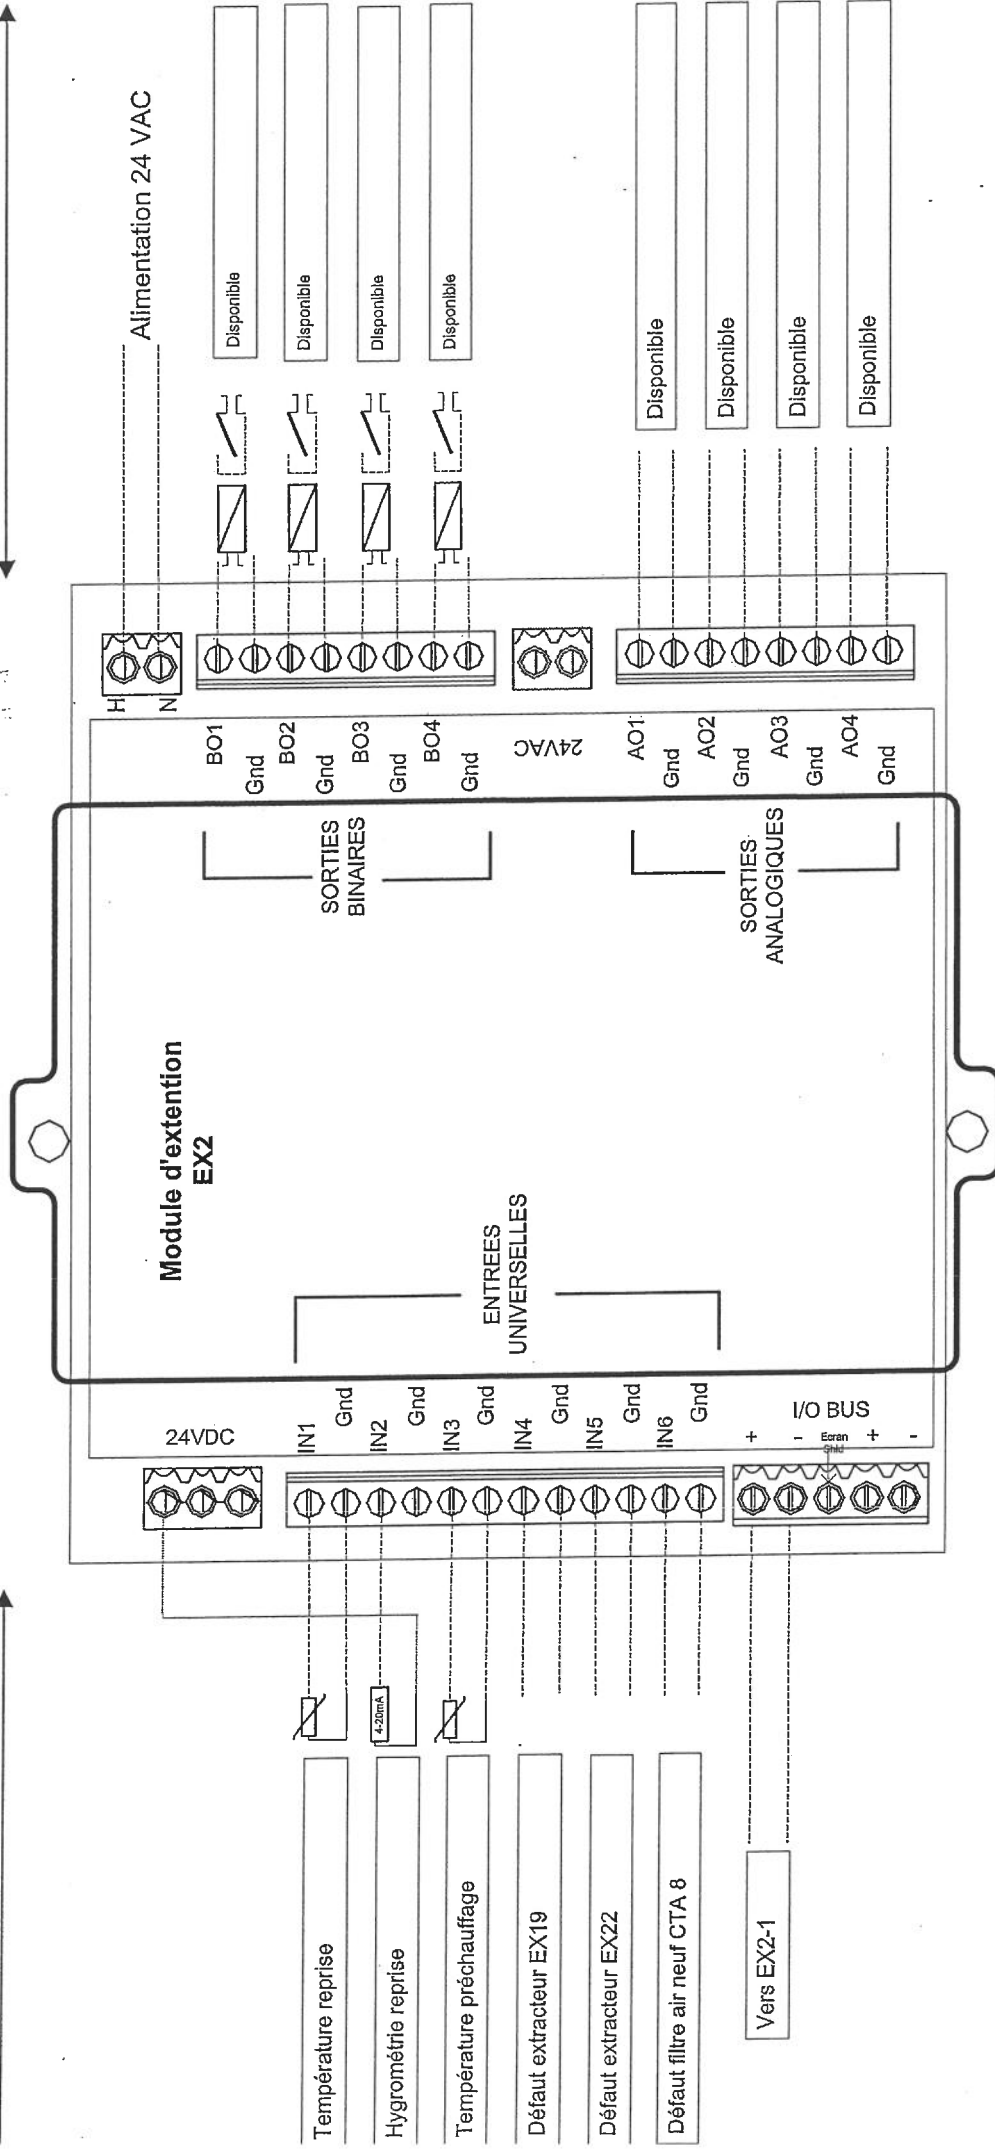 Alimentation 24 VAC
Disponible
Disponible
Disponible
Disponible
Disponible
Disponible
Disponible
Disponible
H
N
BO1
Gnd
BO2
Gnd
BO3
Gnd
BO4
Gnd
24VAC
AO1
Gnd
AO2
Gnd
AO3
Gnd
AO4
Gnd
SORTIES
BINAIRES
SORTIES
ANALOGIQUES
Module d'extention
EX2
ENTREES
UNIVERSELLES
24VDC
IN1
Gnd
IN2
Gnd
IN3
Gnd
IN4
Gnd
IN5
Gnd
IN6
Gnd
I/O BUS
+
-
Ecran
Shld
+
-
4-20mA
Température reprise
Hygrométrie reprise
Température préchauffage
Défaut extracteur EX19
Défaut extracteur EX22
Défaut filtre air neuf CTA 8
Vers EX2-1